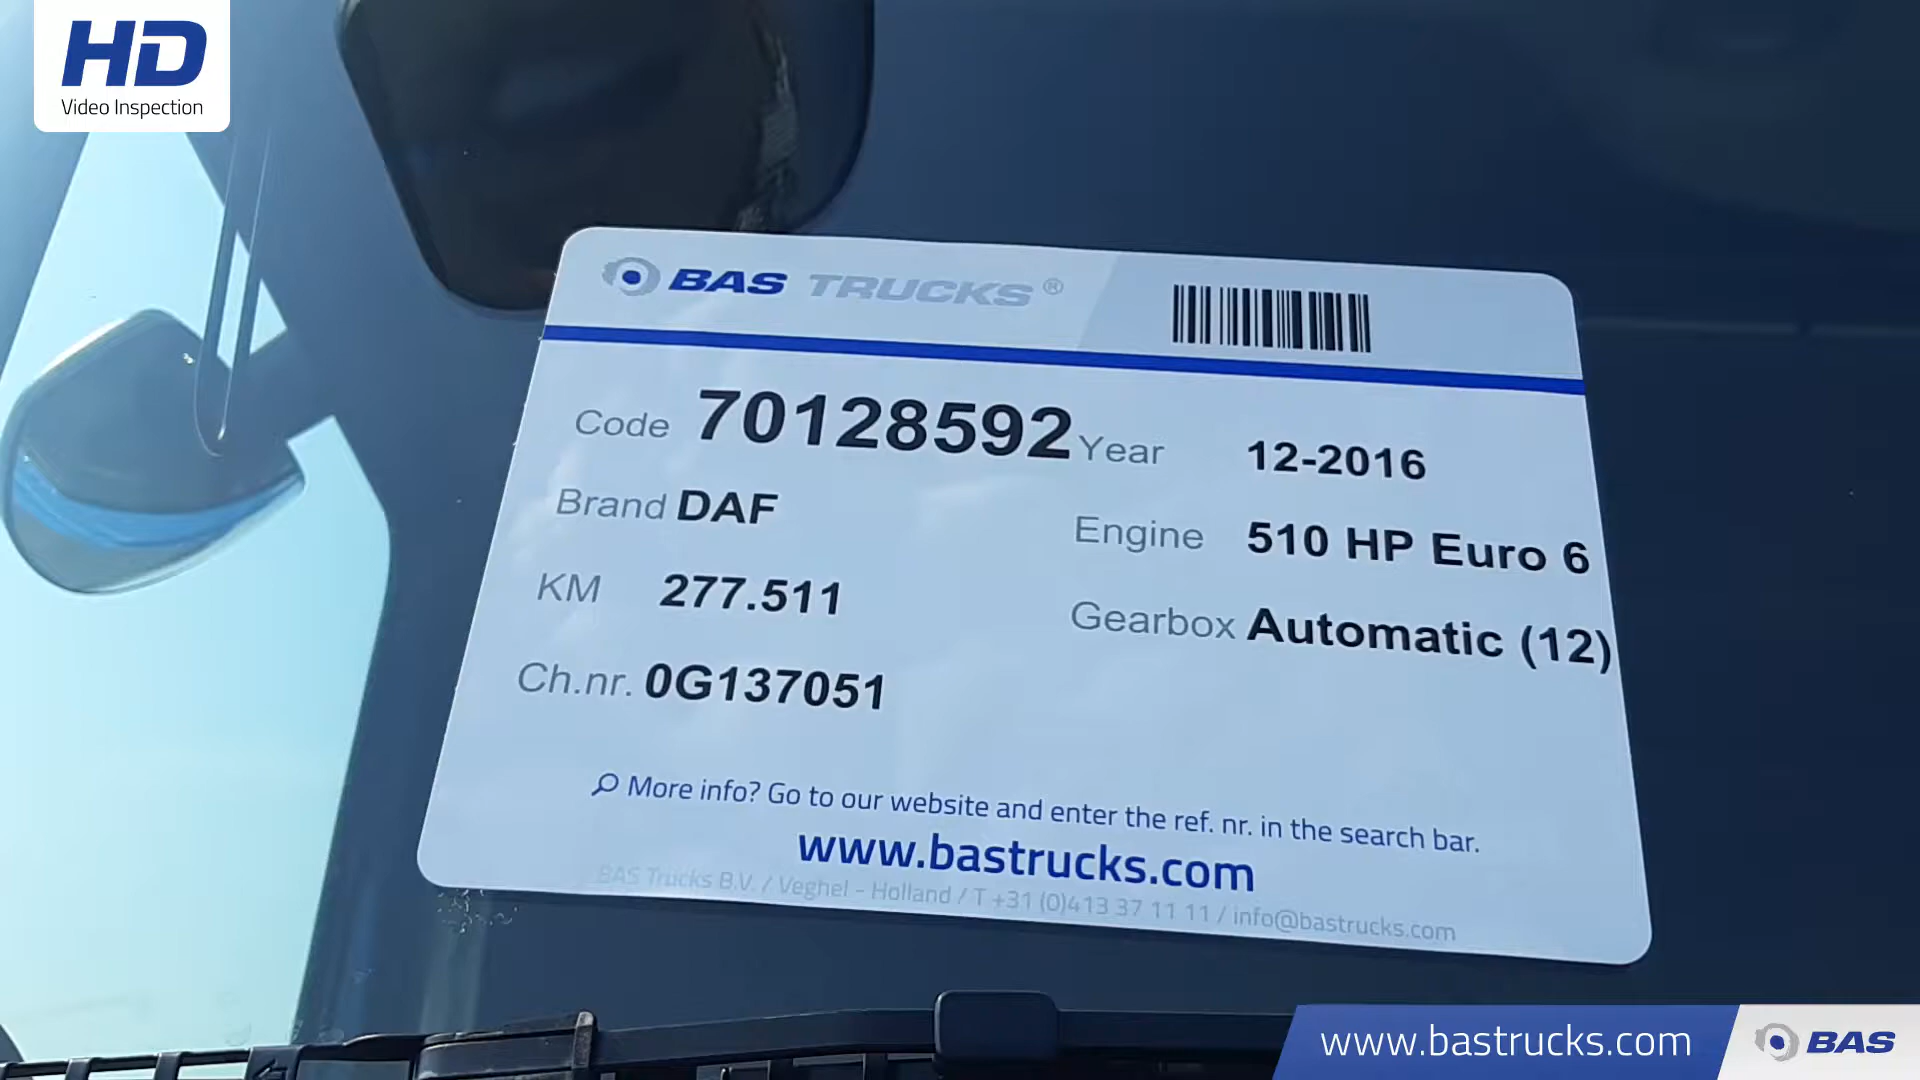 HD
Video Inspection
BAS TRUCKS®
Code 70128592 Year 12-2016
Brand DAF Engine 510 HP Euro 6
KM 277.511 Gearbox Automatic (12)
Ch.nr. 0G137051
More info? Go to our website and enter the ref. nr. in the search bar.
www.bastrucks.com
BAS Trucks B.V. / Veghel - Holland / T +31 (0)413 37 11 11 / info@bastrucks.com
www.bastrucks.com BAS